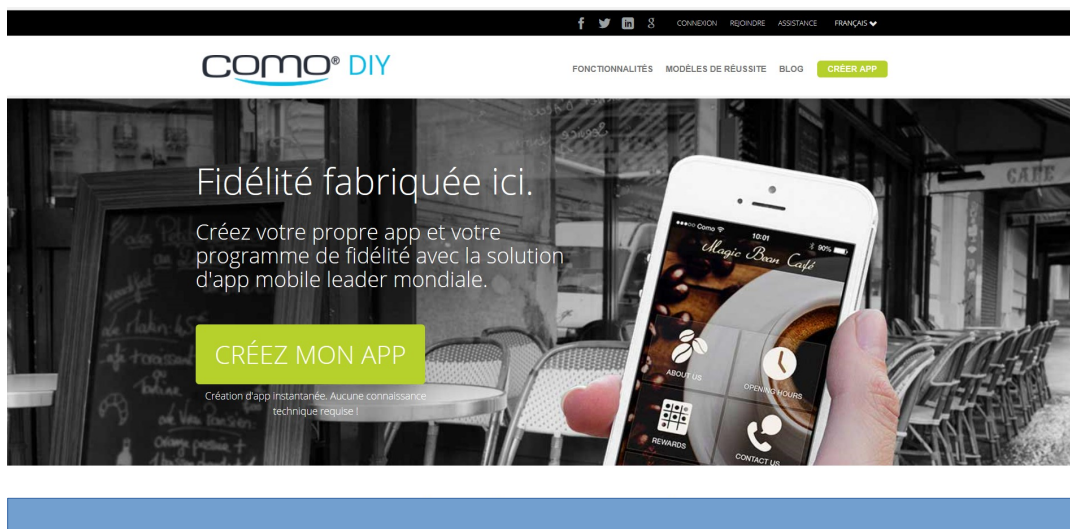 CONNEXION REJOINDRE ASSISTANCE FRANÇAIS
COMO® DIY
FONCTIONNALITÉS MODÈLES DE RÉUSSITE BLOG CRÉER APP
Fidélité fabriquée ici.
Créez votre propre app et votre
programme de fidélité avec la solution
d'app mobile leader mondiale.
CRÉEZ MON APP
Création d'app instantanée. Aucune connaissance
technique requise !
Como
10:01
90%
Magic Bean Café
ABOUT US
OPENING HOURS
REWARDS
CONTACT US
CAFE